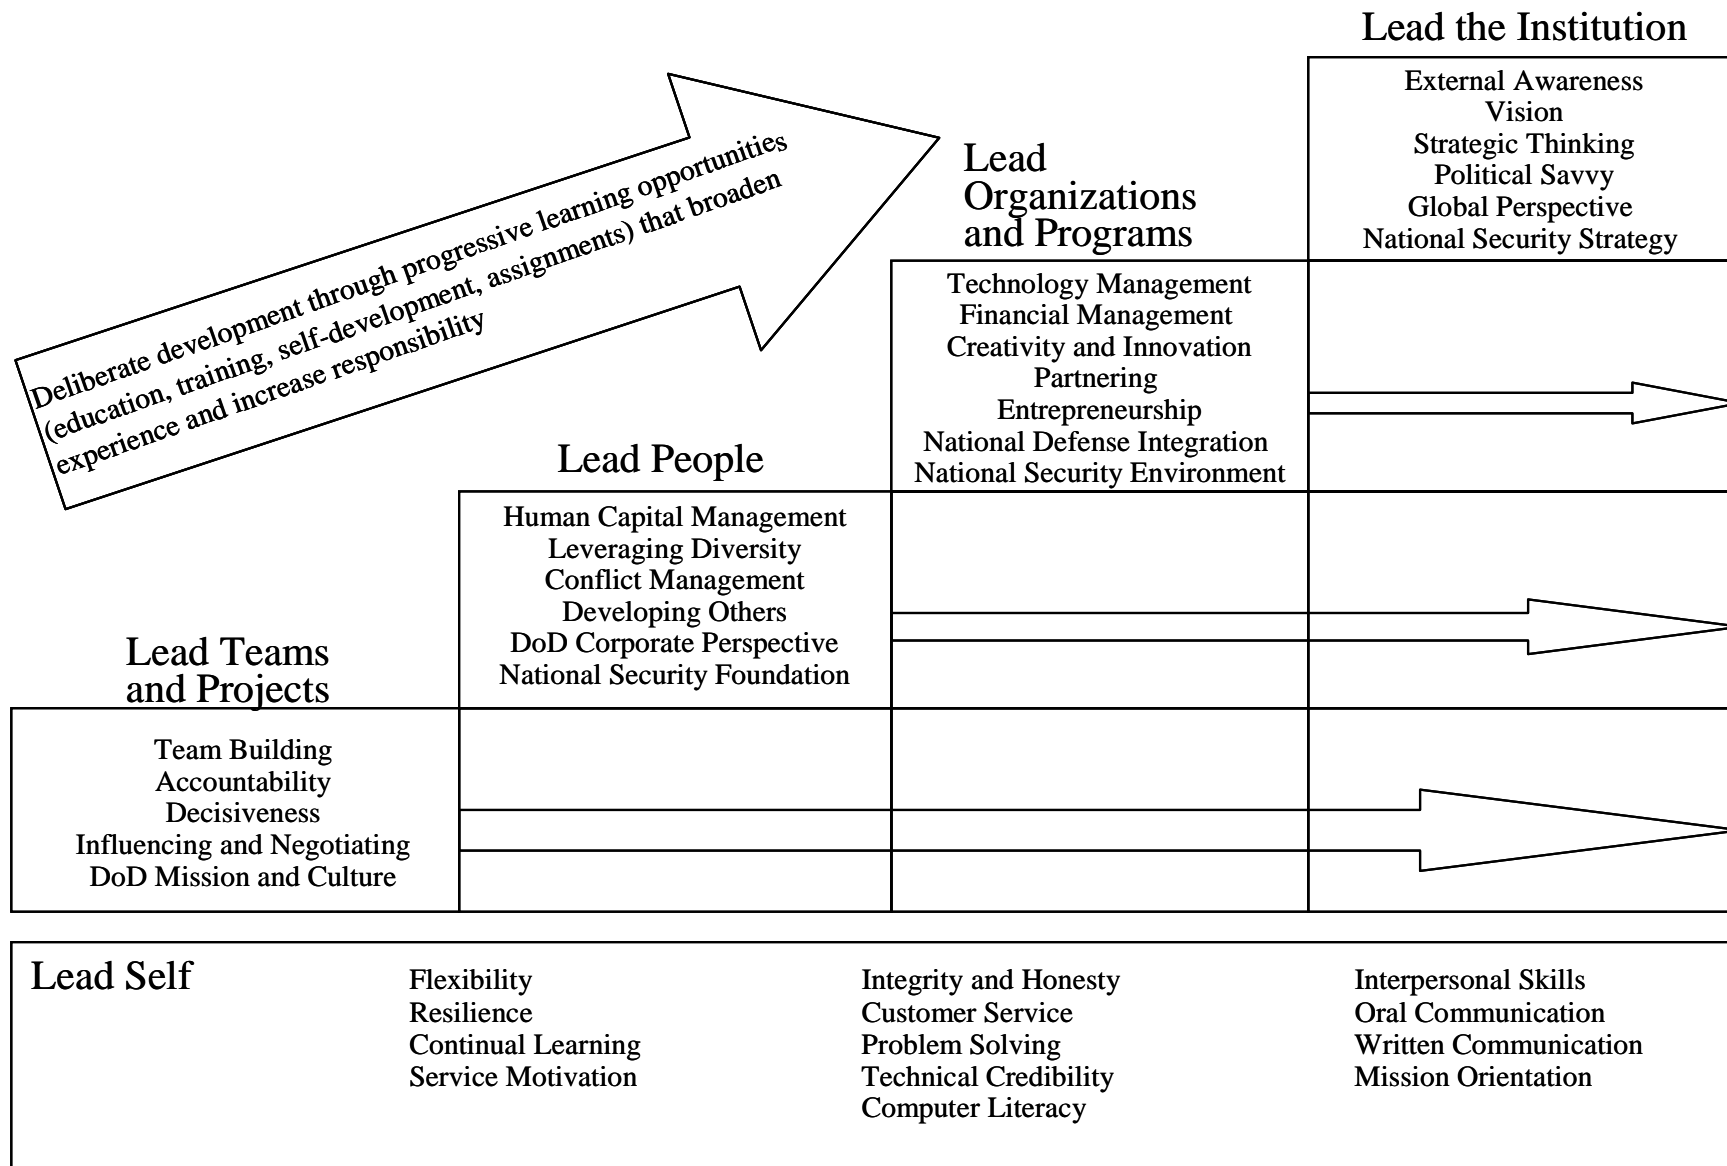 Lead the Institution
External Awareness
Vision
Strategic Thinking
Political Savvy
Global Perspective
National Security Strategy
Deliberate development through progressive learning opportunities
(education, training, self-development, assignments) that broaden
experience and increase responsibility
Lead
Organizations
and Programs
Technology Management
Financial Management
Creativity and Innovation
Partnering
Entrepreneurship
National Defense Integration
National Security Environment
Lead People
Human Capital Management
Leveraging Diversity
Conflict Management
Developing Others
DoD Corporate Perspective
National Security Foundation
Lead Teams
and Projects
Team Building
Accountability
Decisiveness
Influencing and Negotiating
DoD Mission and Culture
Lead Self
Flexibility
Resilience
Continual Learning
Service Motivation
Integrity and Honesty
Customer Service
Problem Solving
Technical Credibility
Computer Literacy
Interpersonal Skills
Oral Communication
Written Communication
Mission Orientation